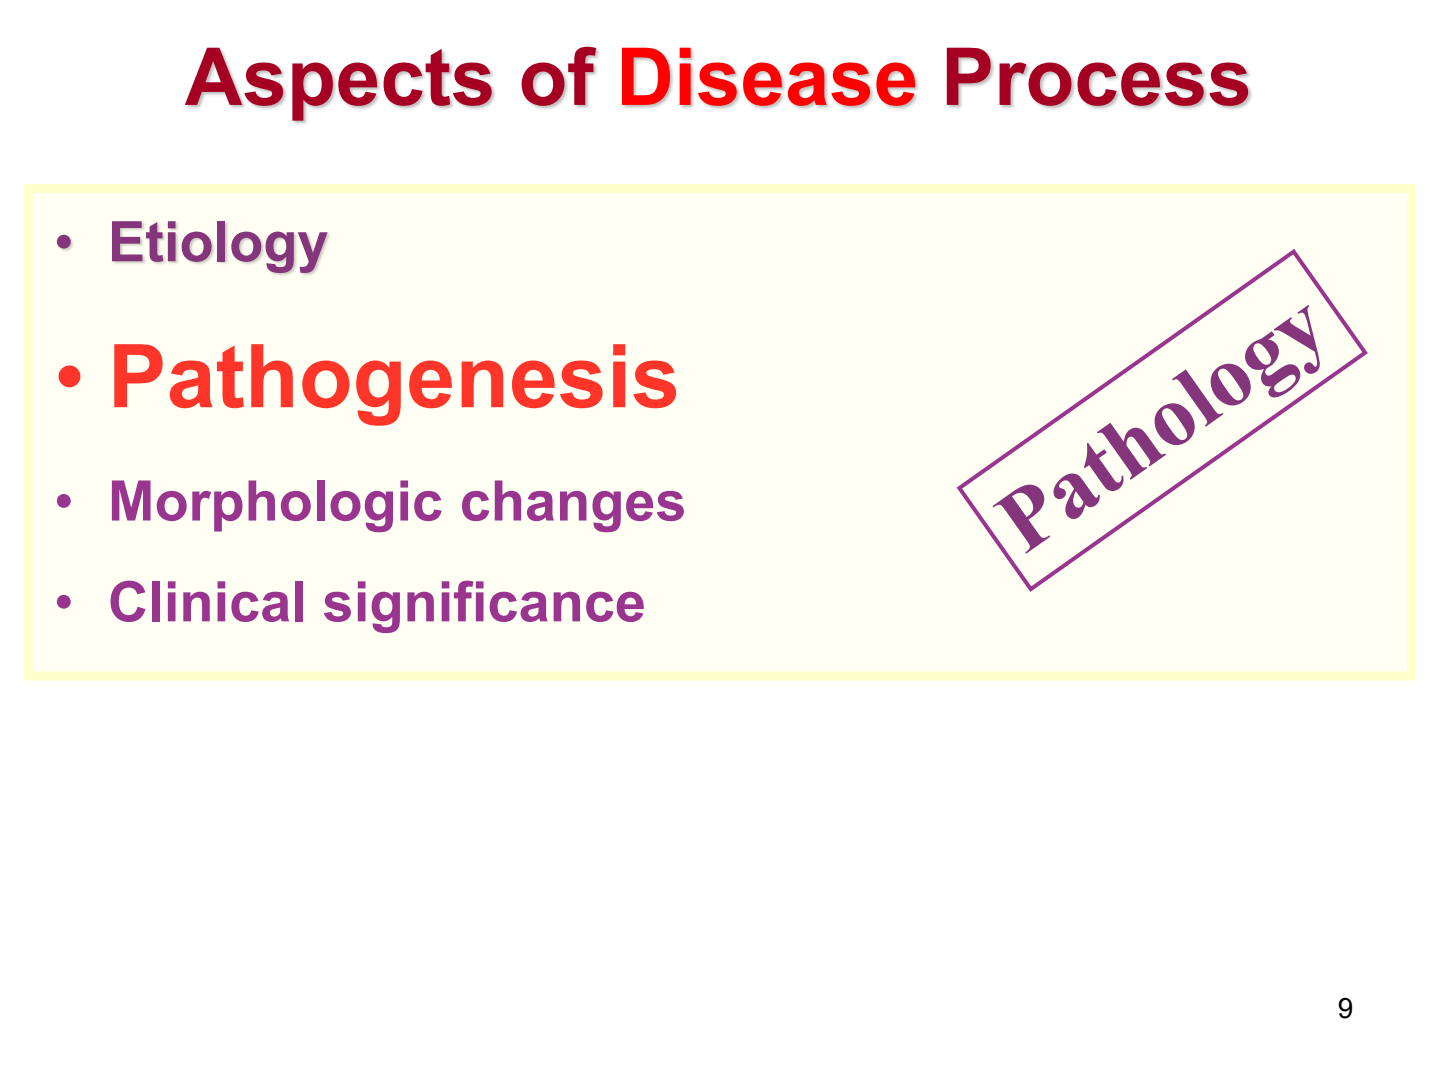 Aspects of Disease Process
• Etiology
• Pathogenesis
• Morphologic changes
• Clinical significance
Pathology
9